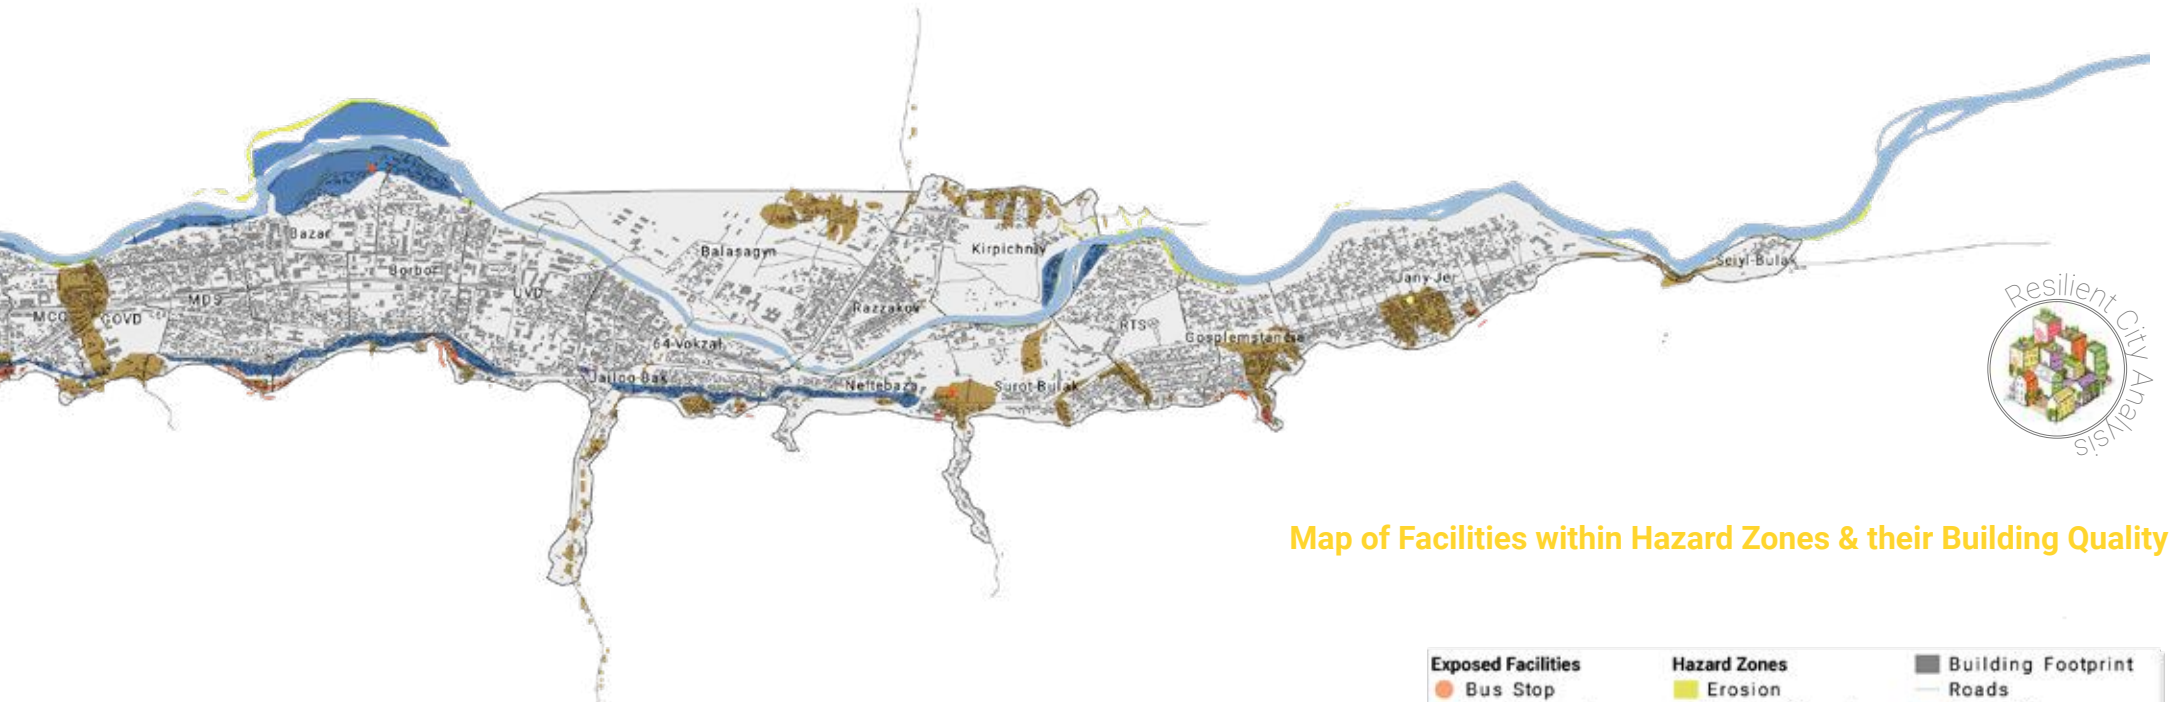 Bazar
Balasagyn
Kirpichniy
Borbor
Seiyl-Bulak
Jany-Jer
UVD
MDS
Razzakov
MCC
GOVD
RTS
Gosplemstancia
64-Vokzal
Jailoo-Bak
Neftebaza
Surot-Bulak
Resilient City Analysis
Map of Facilities within Hazard Zones & their Building Quality
Exposed Facilities
Hazard Zones
Building Footprint
Bus Stop
Erosion
Roads